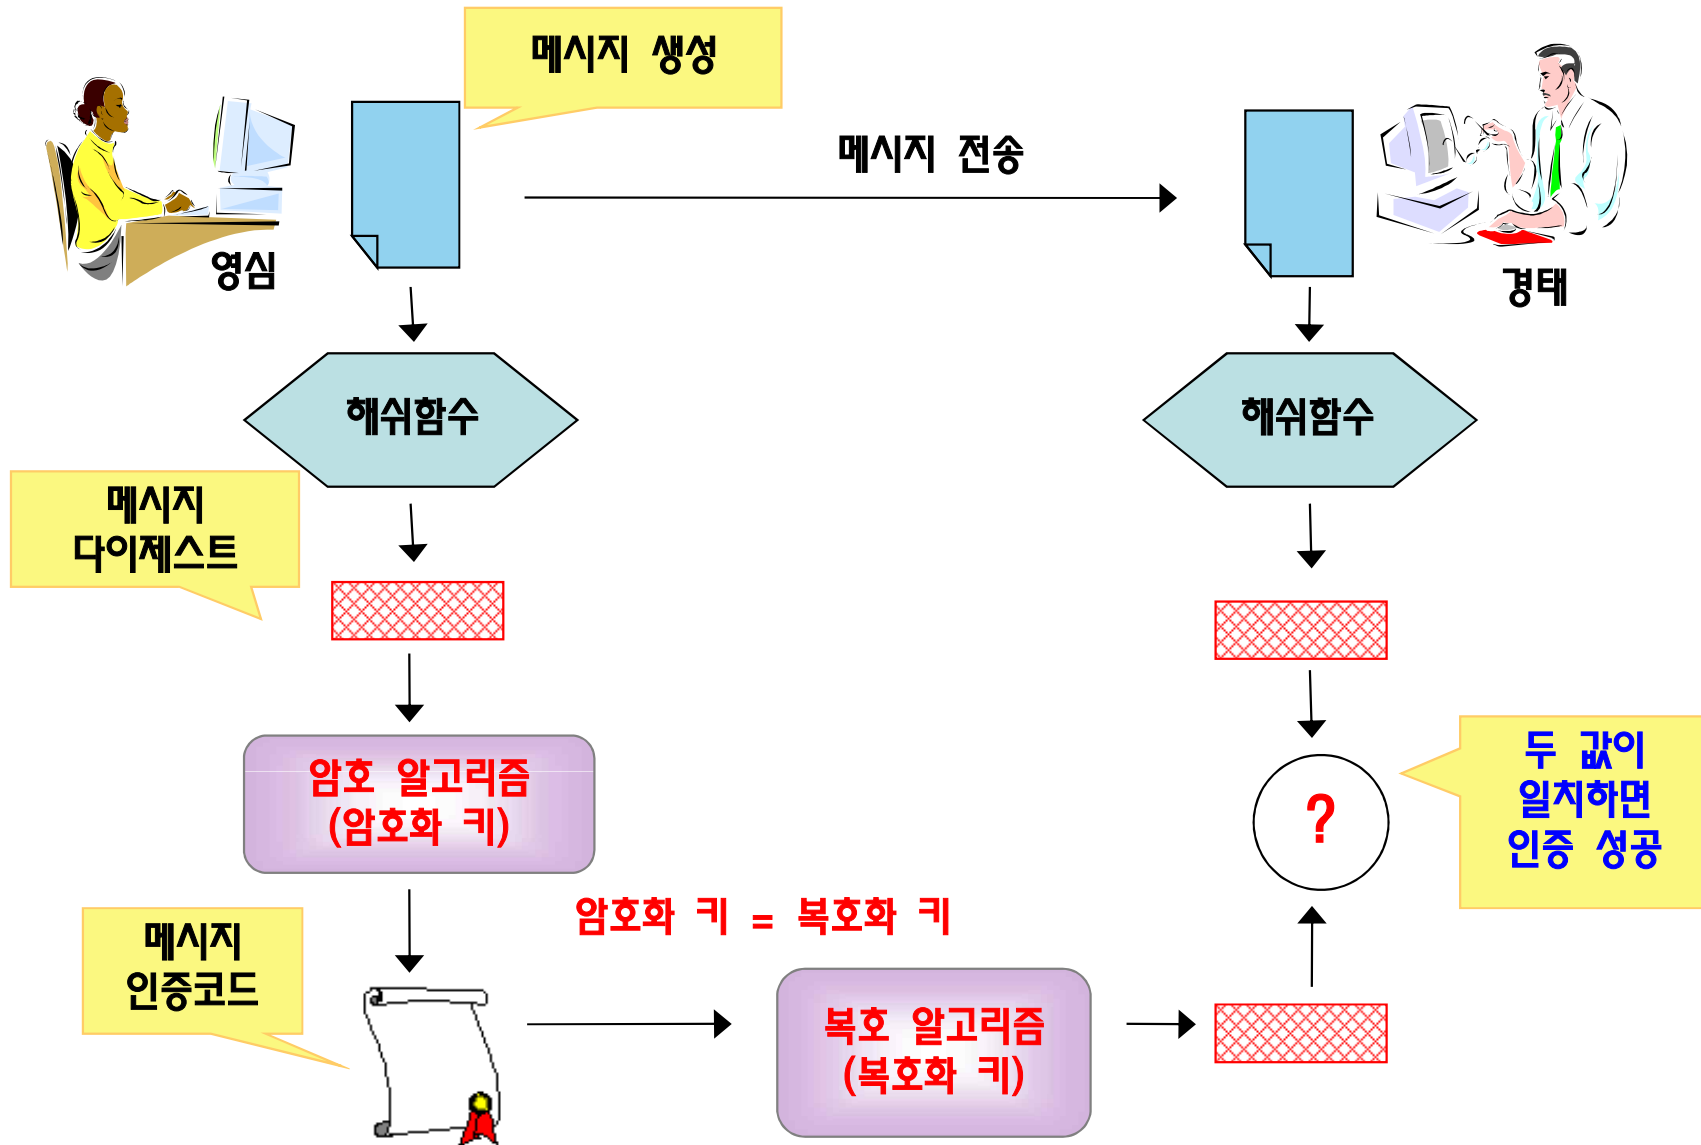 메시지 생성
메시지 전송
영심
경태
해쉬함수
해쉬함수
메시지
다이제스트
암호 알고리즘
(암호화 키)
?
두 값이
일치하면
인증 성공
암호화 키 = 복호화 키
메시지
인증코드
복호 알고리즘
(복호화 키)